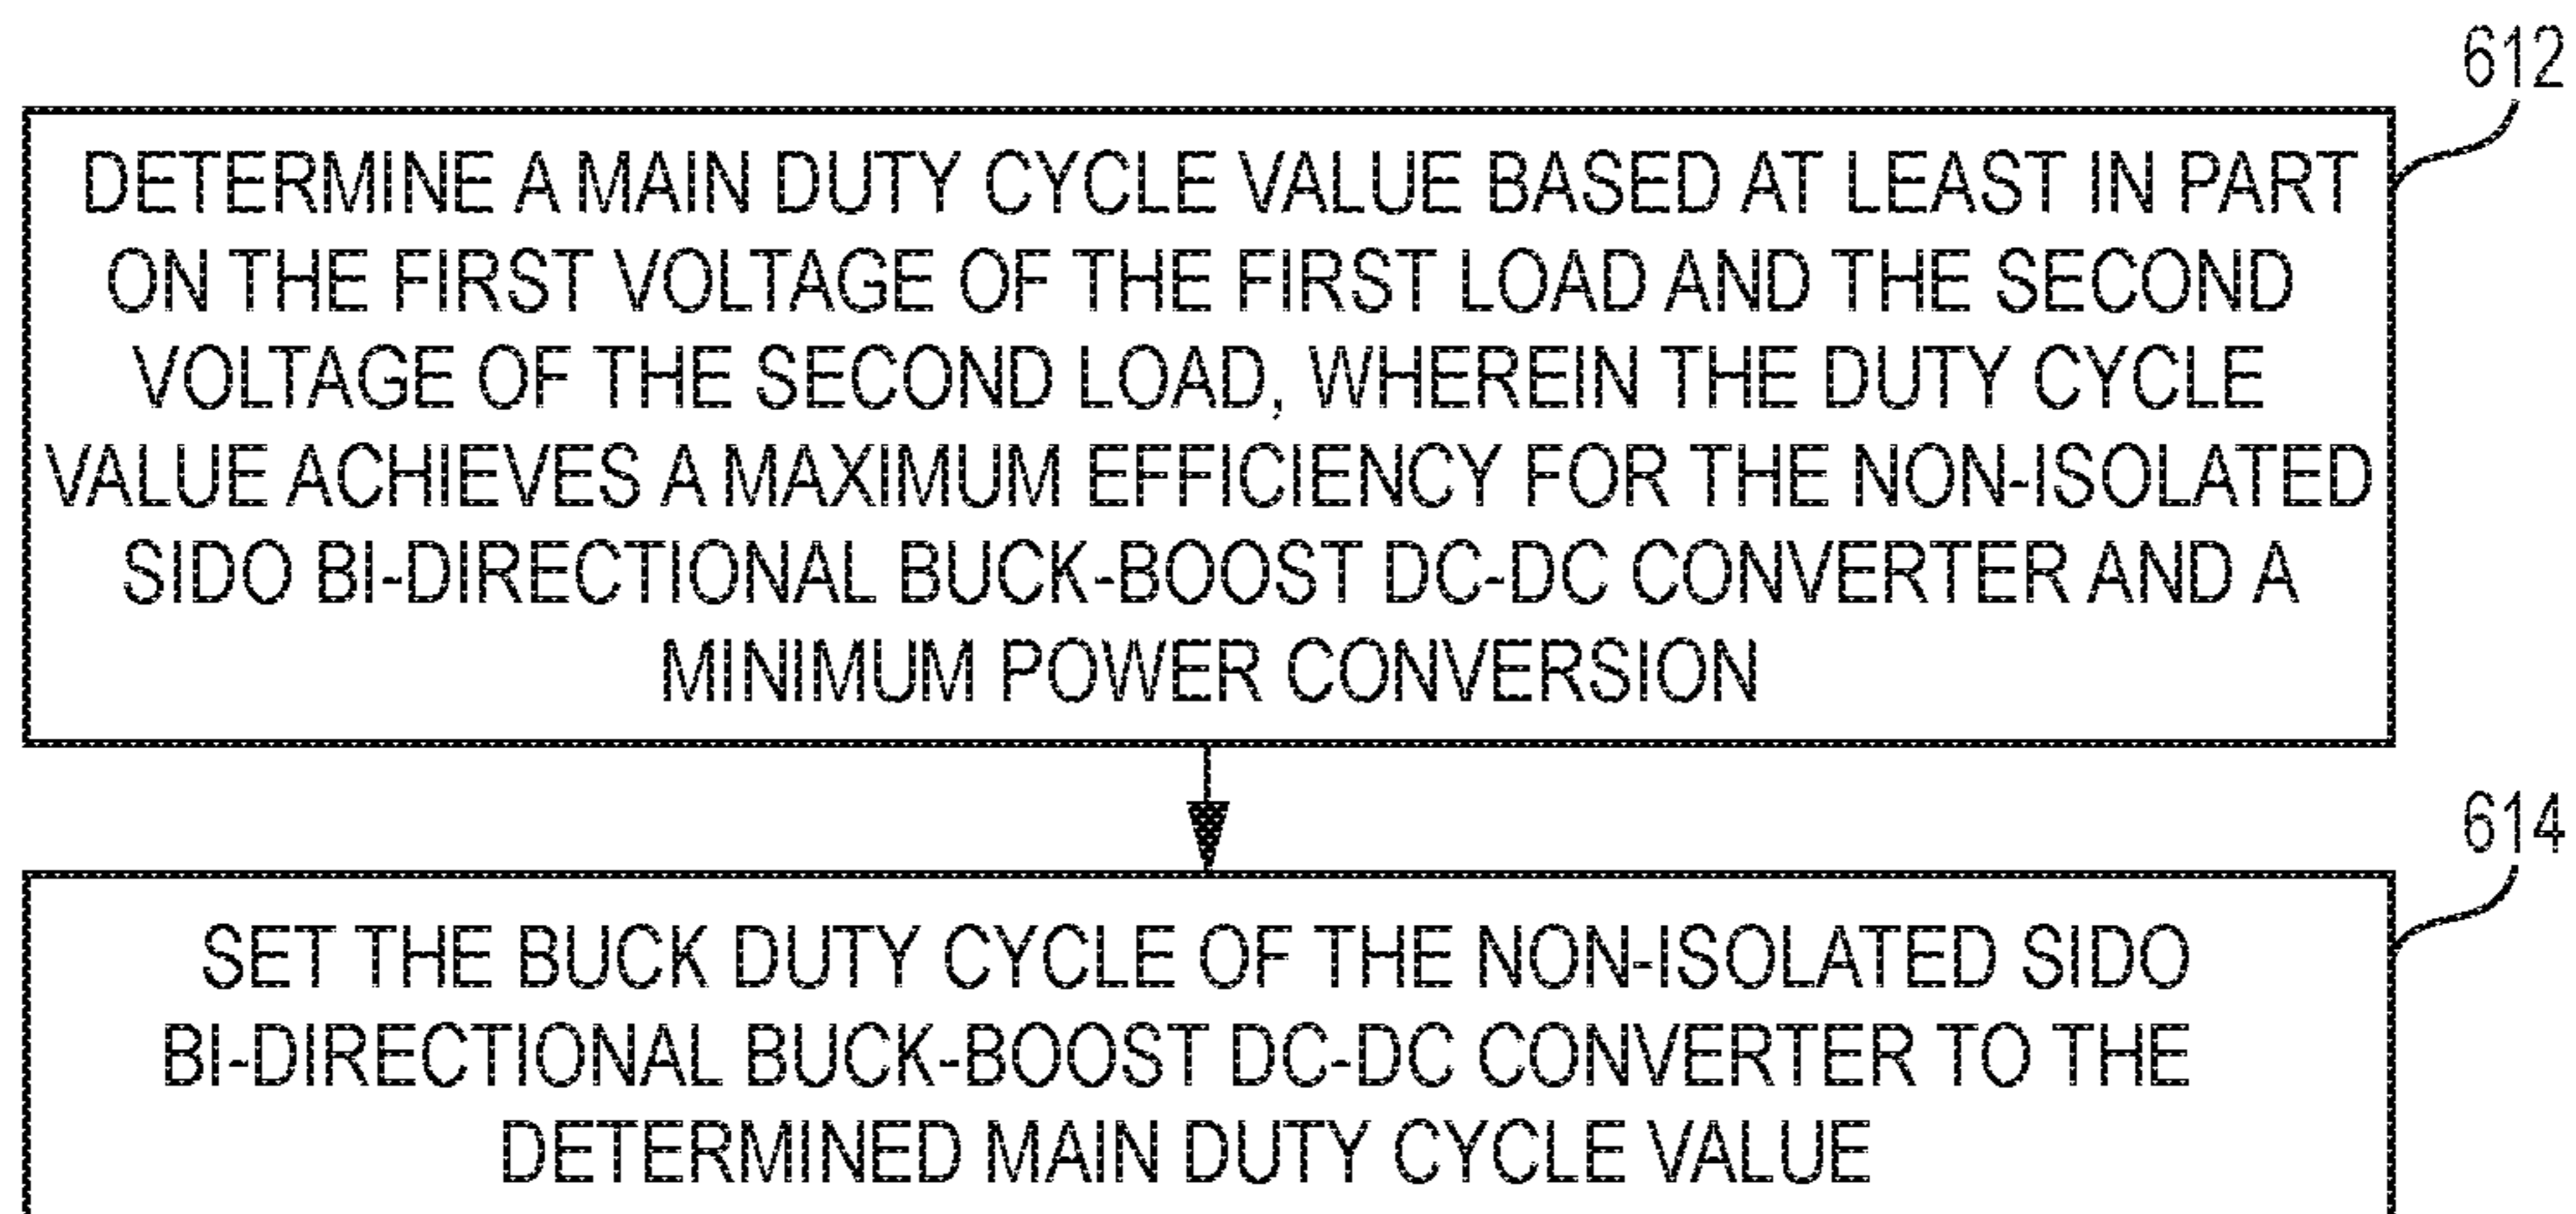 612
DETERMINE A MAIN DUTY CYCLE VALUE BASED AT LEAST IN PART
ON THE FIRST VOLTAGE OF THE FIRST LOAD AND THE SECOND
VOLTAGE OF THE SECOND LOAD, WHEREIN THE DUTY CYCLE
VALUE ACHIEVES A MAXIMUM EFFICIENCY FOR THE NON-ISOLATED
SIDO BI-DIRECTIONAL BUCK-BOOST DC-DC CONVERTER AND A
MINIMUM POWER CONVERSION
614
SET THE BUCK DUTY CYCLE OF THE NON-ISOLATED SIDO
BI-DIRECTIONAL BUCK-BOOST DC-DC CONVERTER TO THE
DETERMINED MAIN DUTY CYCLE VALUE